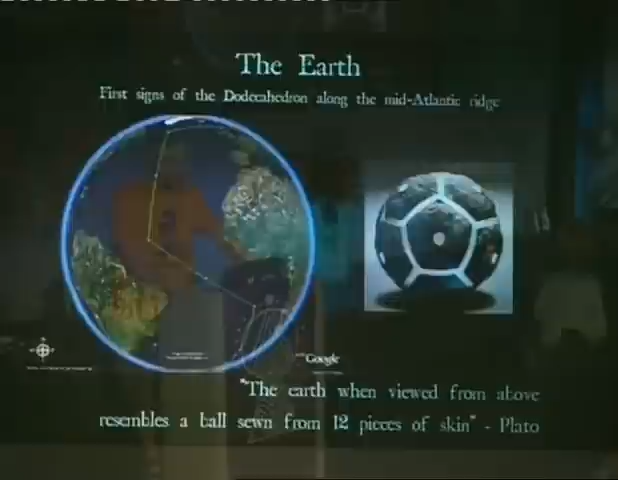 The Earth
First signs of the Dodecahedron along the mid-Atlantic ridge
Google
"The earth when viewed from above
resembles a ball sewn from 12 pieces of skin" - Plato